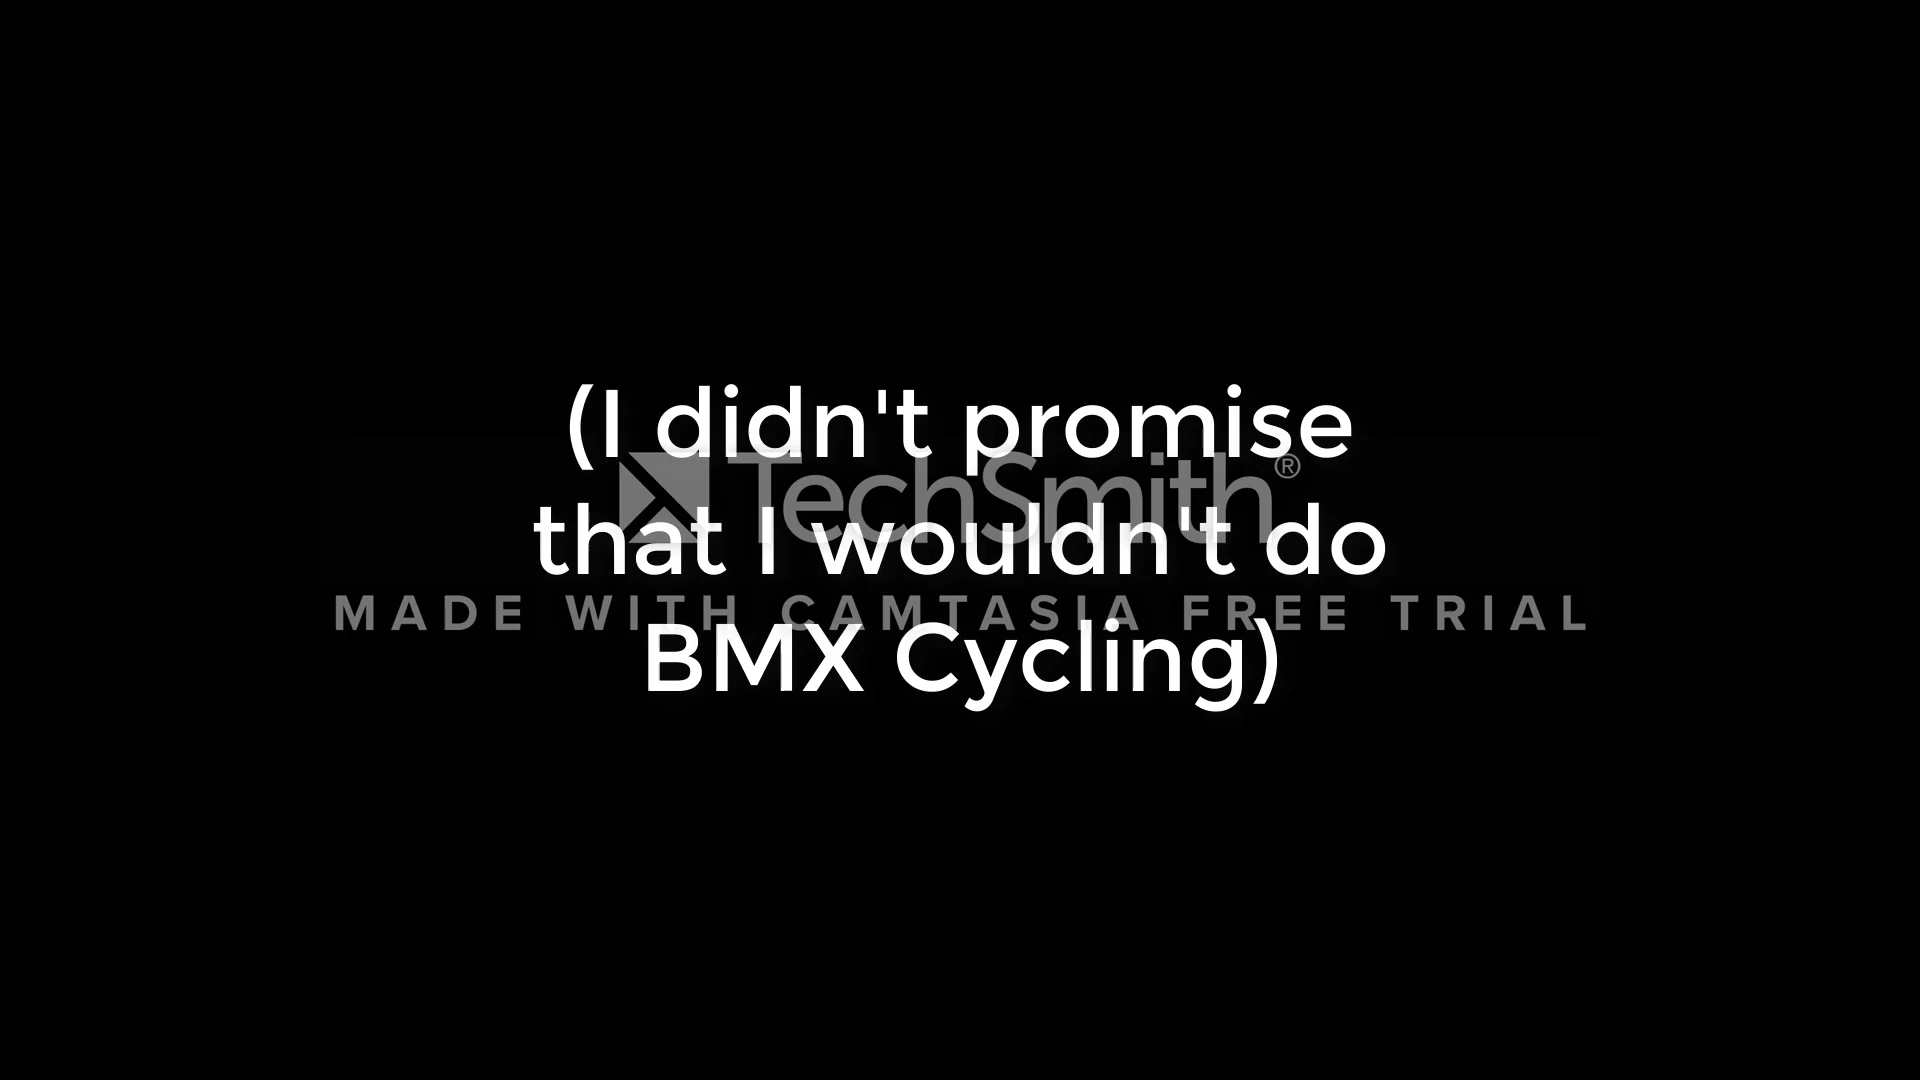 (I didn't promise
TechSmith®
that I wouldn't do
MADE WITH CAMTASIA FREE TRIAL
BMX Cycling)